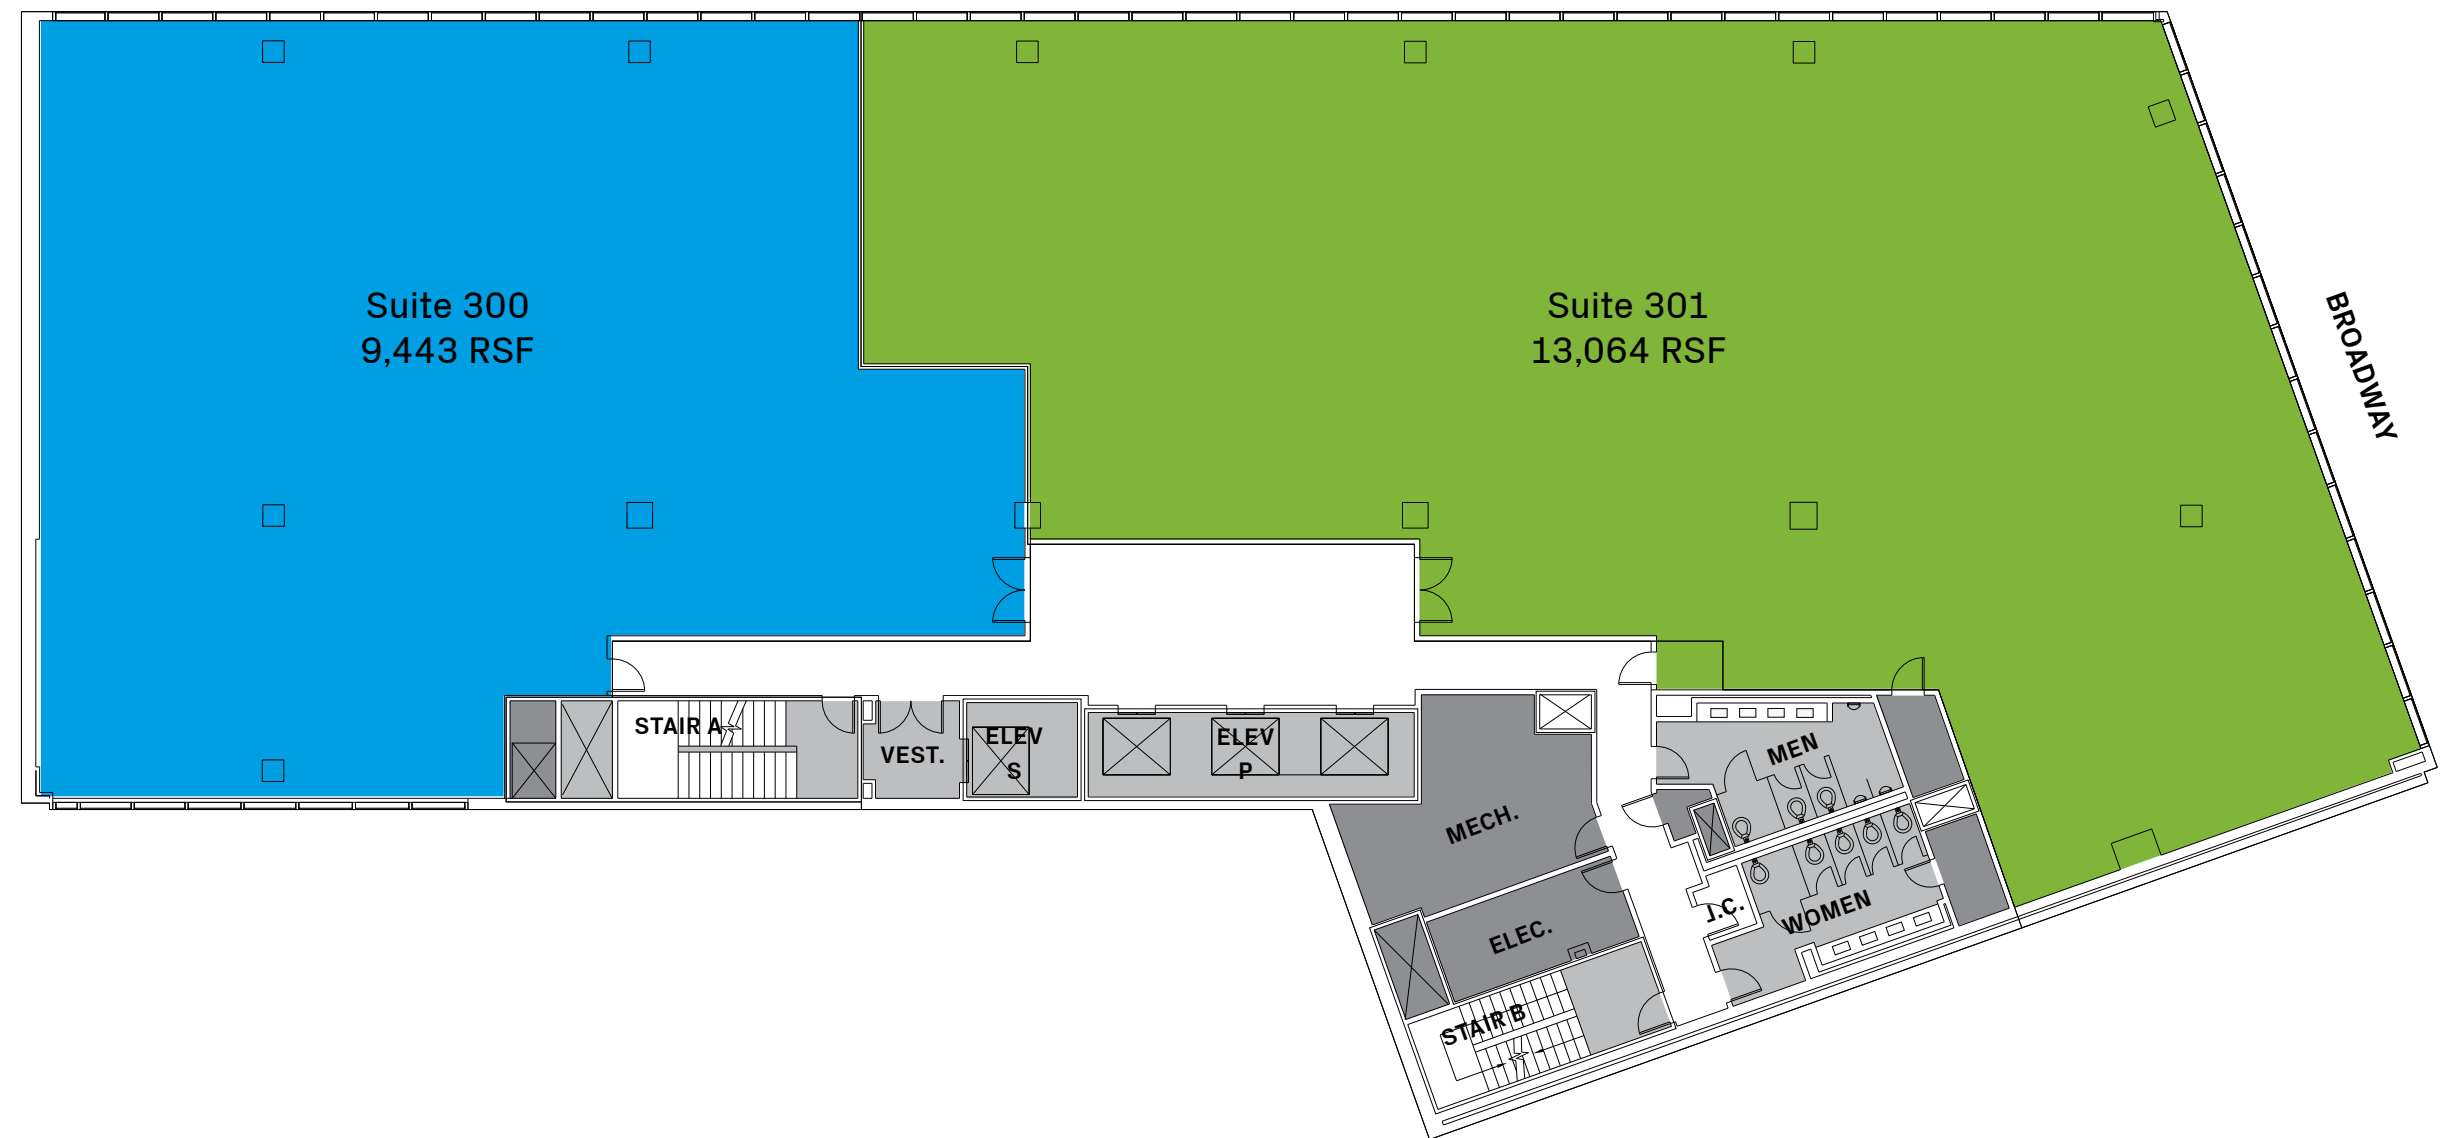 Suite 300
9,443 RSF
Suite 301
13,064 RSF
BROADWAY
STAIR A
VEST.
ELEV
S
ELEV
P
MEN
MECH.
J.C.
WOMEN
ELEC.
STAIR B